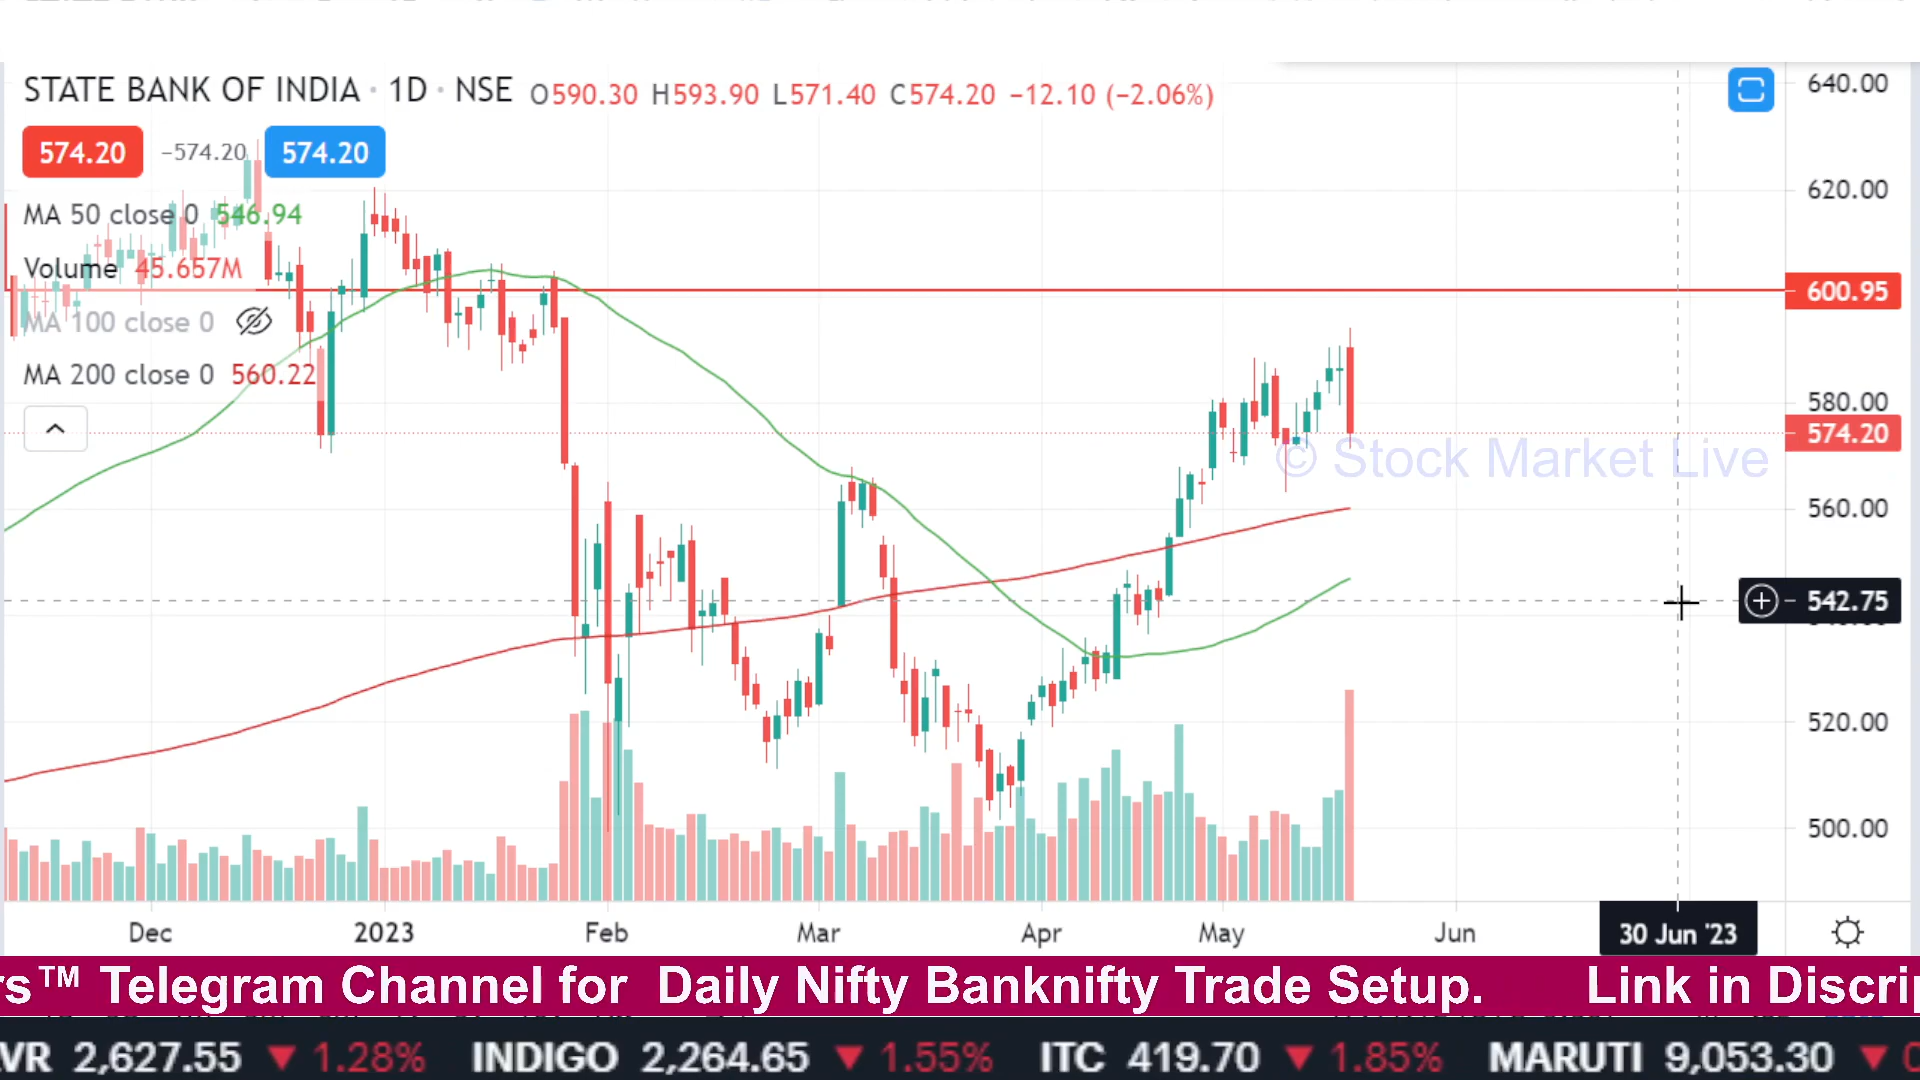 STATE BANK OF INDIA · 1D · NSE O590.30 H593.90 L571.40 C574.20 −12.10 (−2.06%)
574.20 −574.20 574.20
MA 50 close 0 546.94
Volume 45.657M
MA 100 close 0
MA 200 close 0 560.22
640.00
620.00
600.95
580.00
574.20
© Stock Market Live
560.00
542.75
520.00
500.00
Dec 2023 Feb Mar Apr May Jun 30 Jun '23
rs™ Telegram Channel for Daily Nifty Banknifty Trade Setup. Link in Discrip
VR 2,627.55 ▼ 1.28% INDIGO 2,264.65 ▼ 1.55% ITC 419.70 ▼ 1.85% MARUTI 9,053.30 ▼